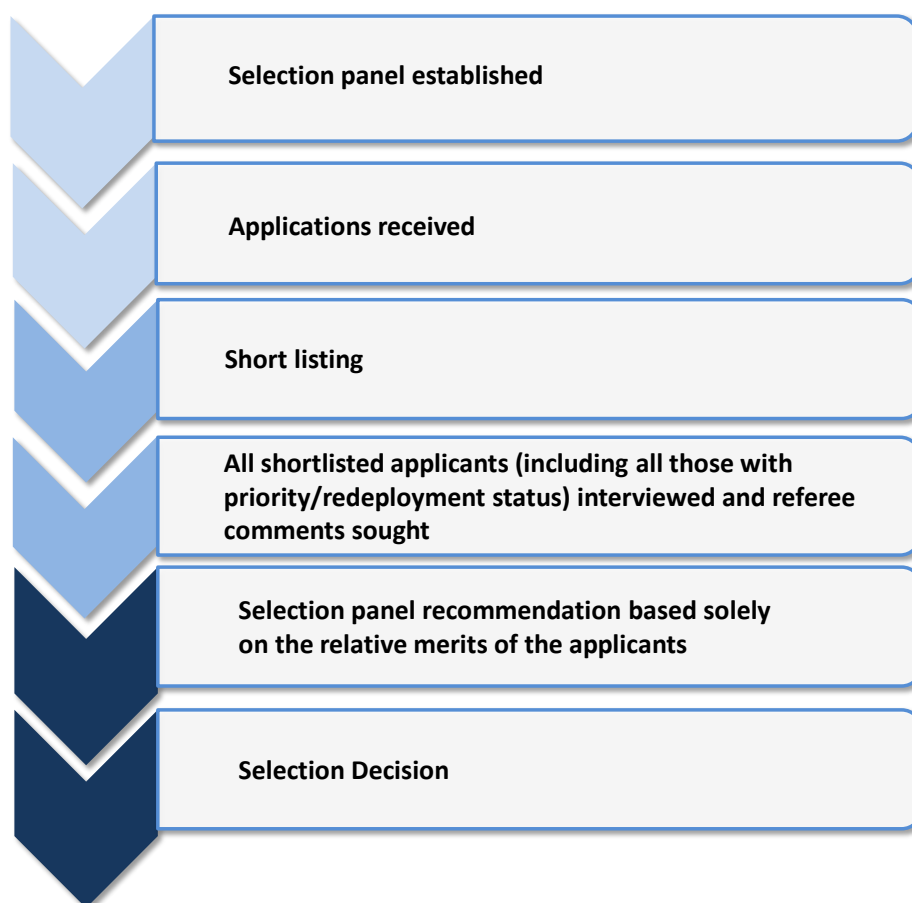 Selection panel established
Applications received
Short listing
All shortlisted applicants (including all those with
priority/redeployment status) interviewed and referee
comments sought
Selection panel recommendation based solely
on the relative merits of the applicants
Selection Decision